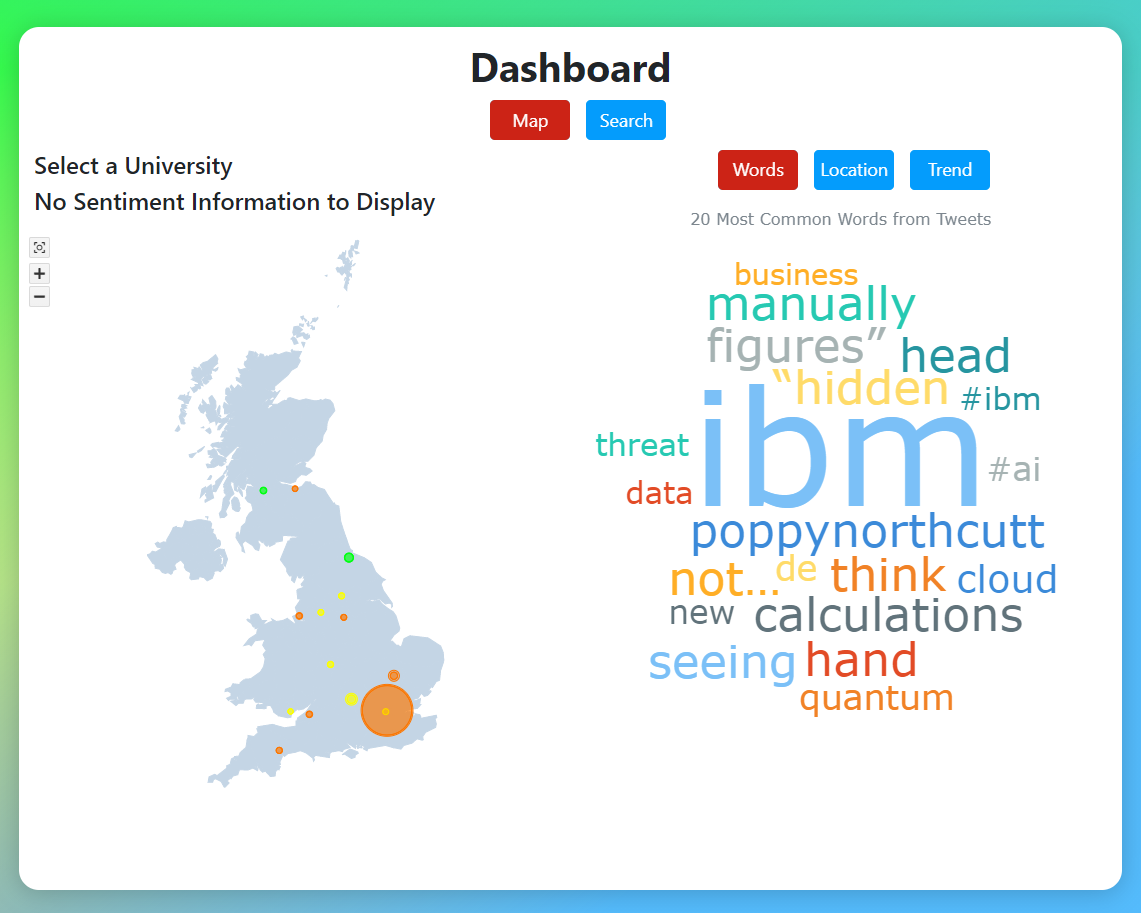 Dashboard
Map Search
Select a University
No Sentiment Information to Display
Words Location Trend
20 Most Common Words from Tweets
+
−
business
manually
figures”
head
“hidden
#ibm
ibm
threat
#ai
data
poppynorthcutt
not...
de
think
cloud
new
calculations
seeing
hand
quantum